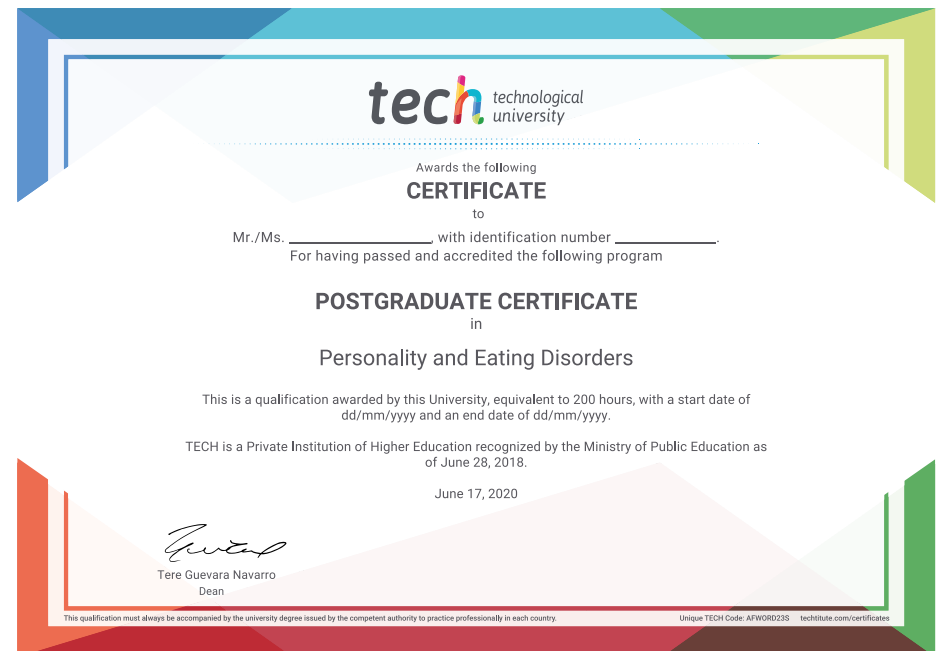 tech technological
university
Awards the following
CERTIFICATE
to
Mr./Ms. ____________________, with identification number ______________.
For having passed and accredited the following program
POSTGRADUATE CERTIFICATE
in
Personality and Eating Disorders
This is a qualification awarded by this University, equivalent to 200 hours, with a start date of
dd/mm/yyyy and an end date of dd/mm/yyyy.
TECH is a Private Institution of Higher Education recognized by the Ministry of Public Education as
of June 28, 2018.
June 17, 2020
Tere Guevara Navarro
Dean
This qualification must always be accompanied by the university degree issued by the competent authority to practice professionally in each country.
Unique TECH Code: AFWORD23S techtitute.com/certificates